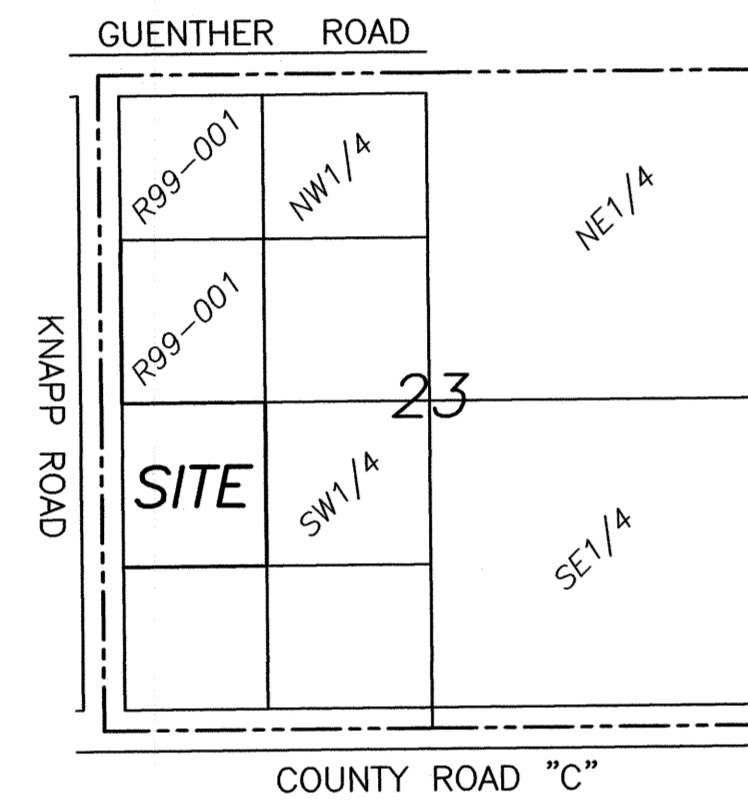 GUENTHER ROAD
R99-001
NW1/4
NE1/4
R99-001
KNAPP ROAD
23
SITE
SW1/4
SE1/4
COUNTY ROAD "C"